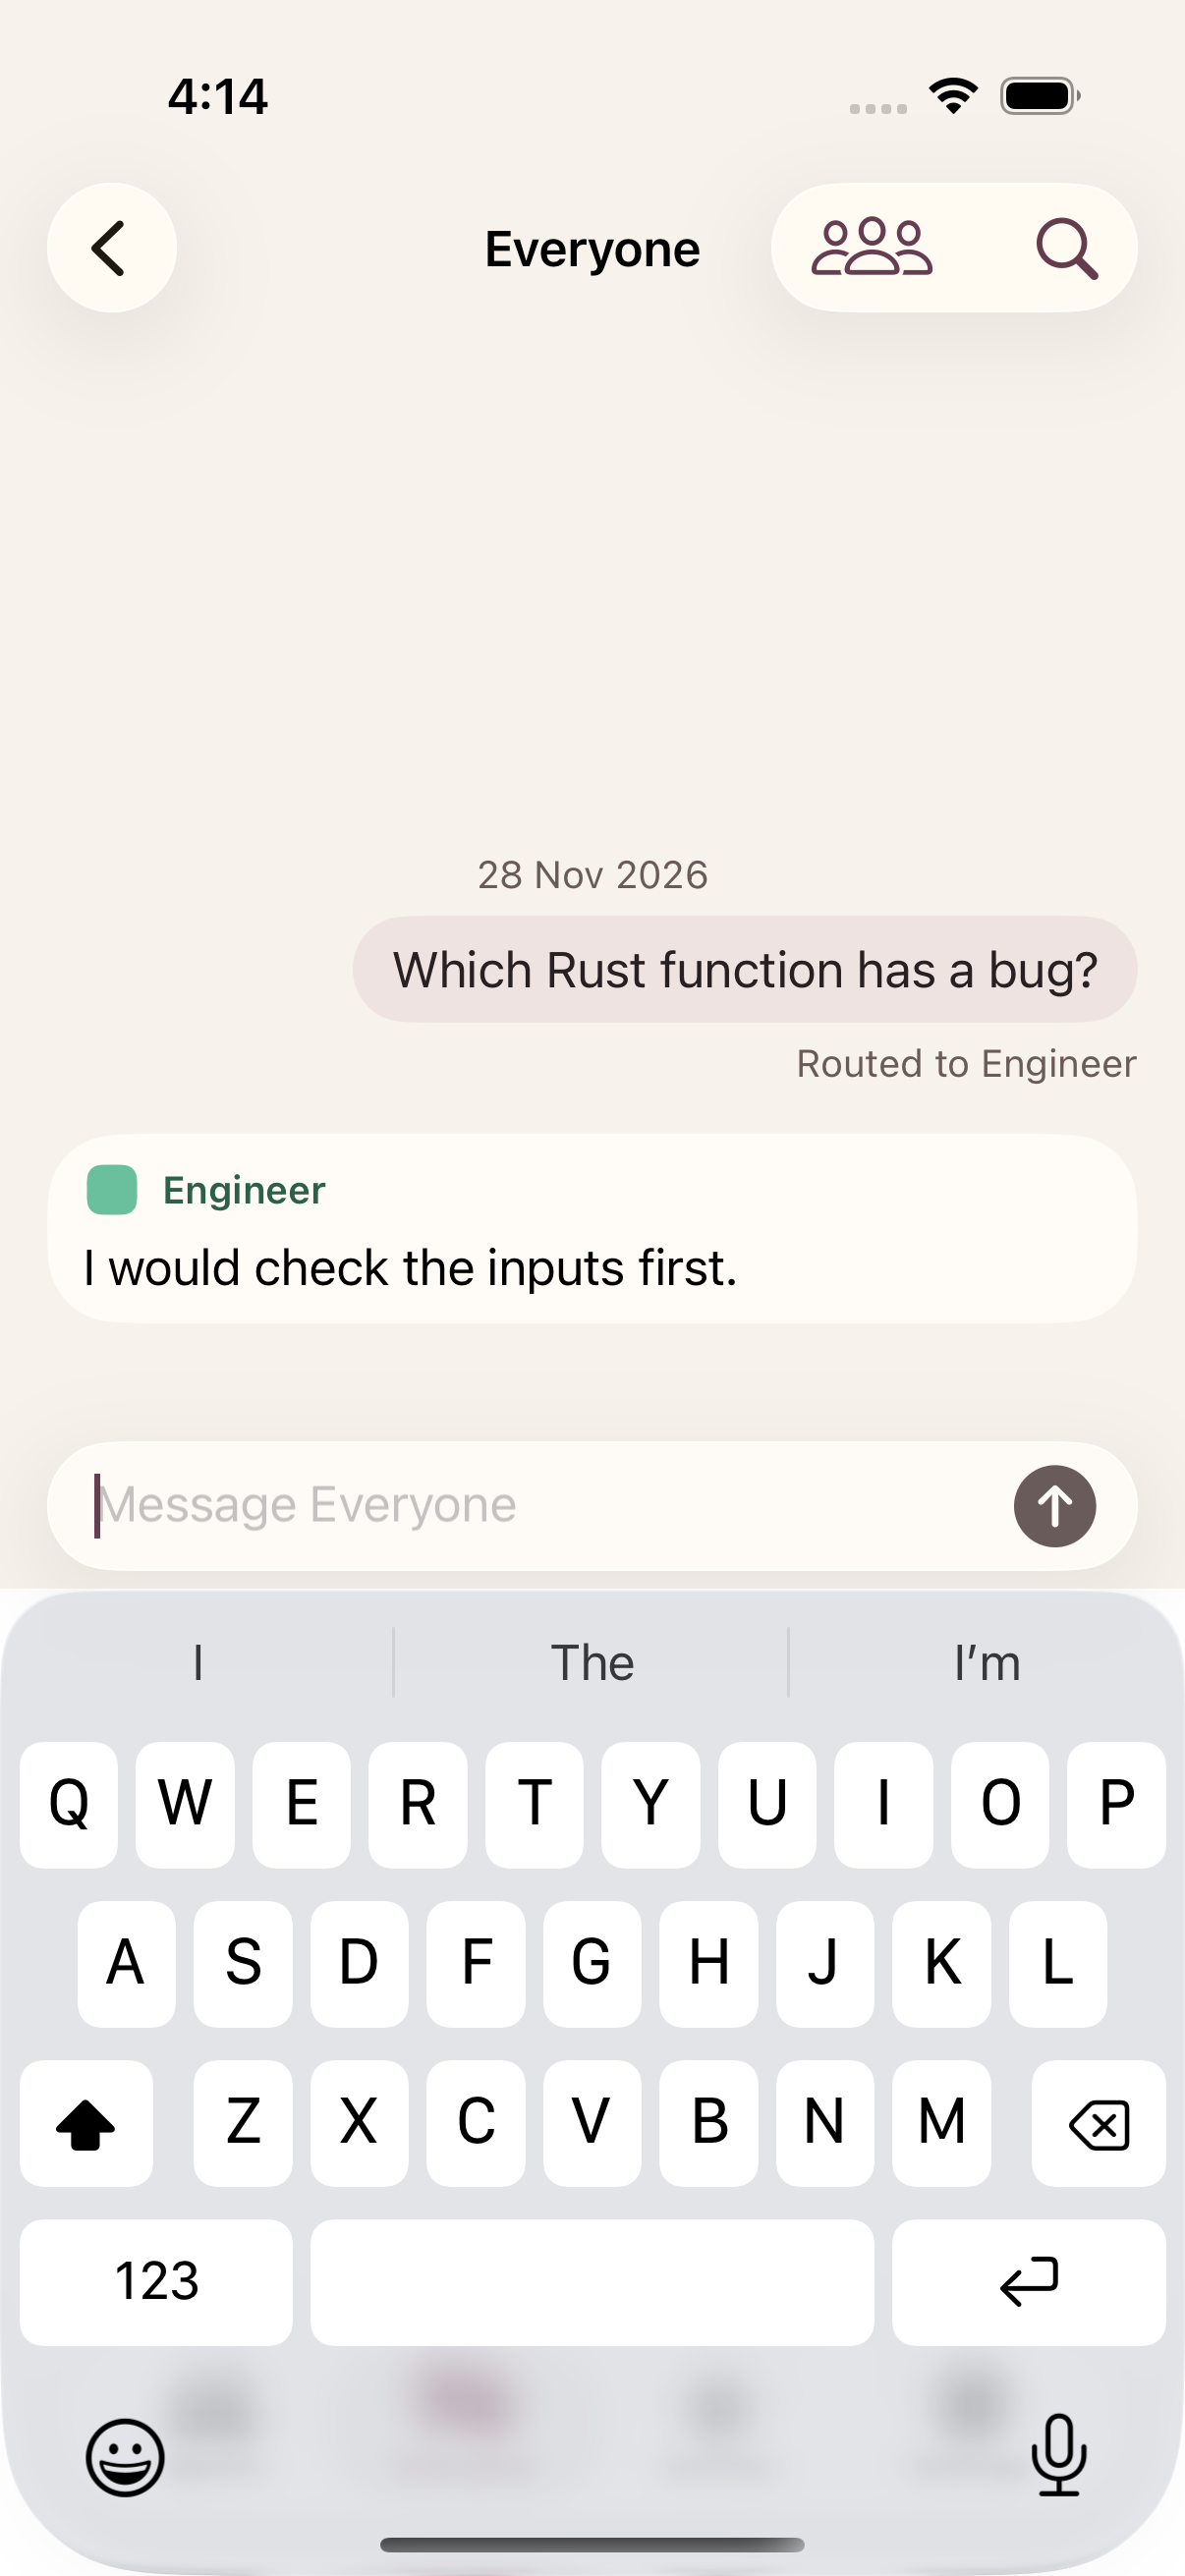 4:14
Everyone
28 Nov 2026
Which Rust function has a bug?
Routed to Engineer
Engineer
I would check the inputs first.
Message Everyone
I The I’m
Q W E R T Y U I O P
A S D F G H J K L
Z X C V B N M
123